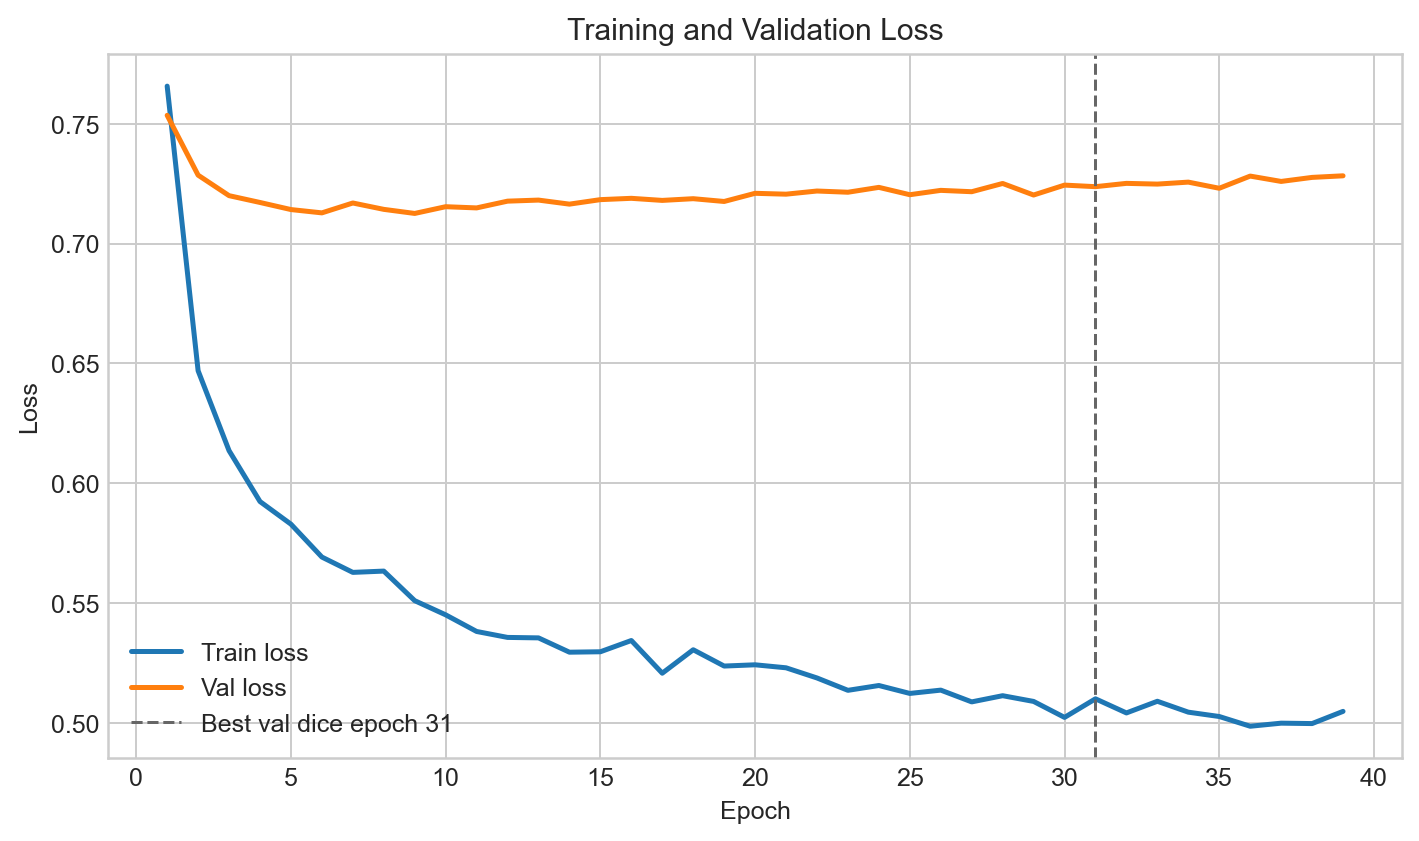 Training and Validation Loss
0.75
0.70
0.65
0.60
0.55
0.50
Loss
Train loss
Val loss
Best val dice epoch 31
0 5 10 15 20 25 30 35 40
Epoch